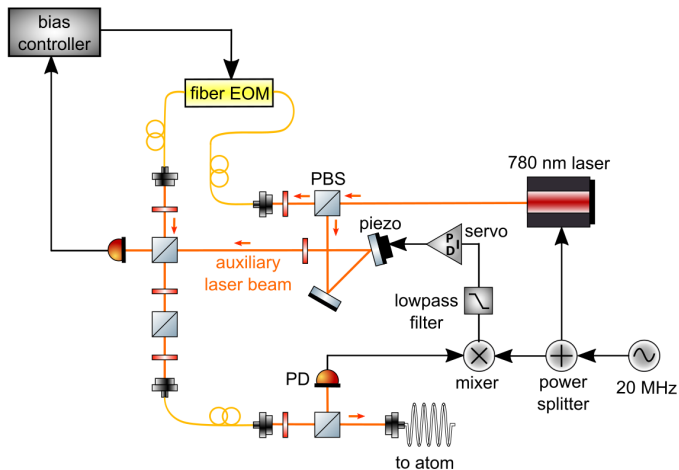 bias
controller
fiber EOM
780 nm laser
PBS
piezo
servo
P
I
D
auxiliary
laser beam
lowpass
filter
PD
mixer
power
splitter
20 MHz
to atom